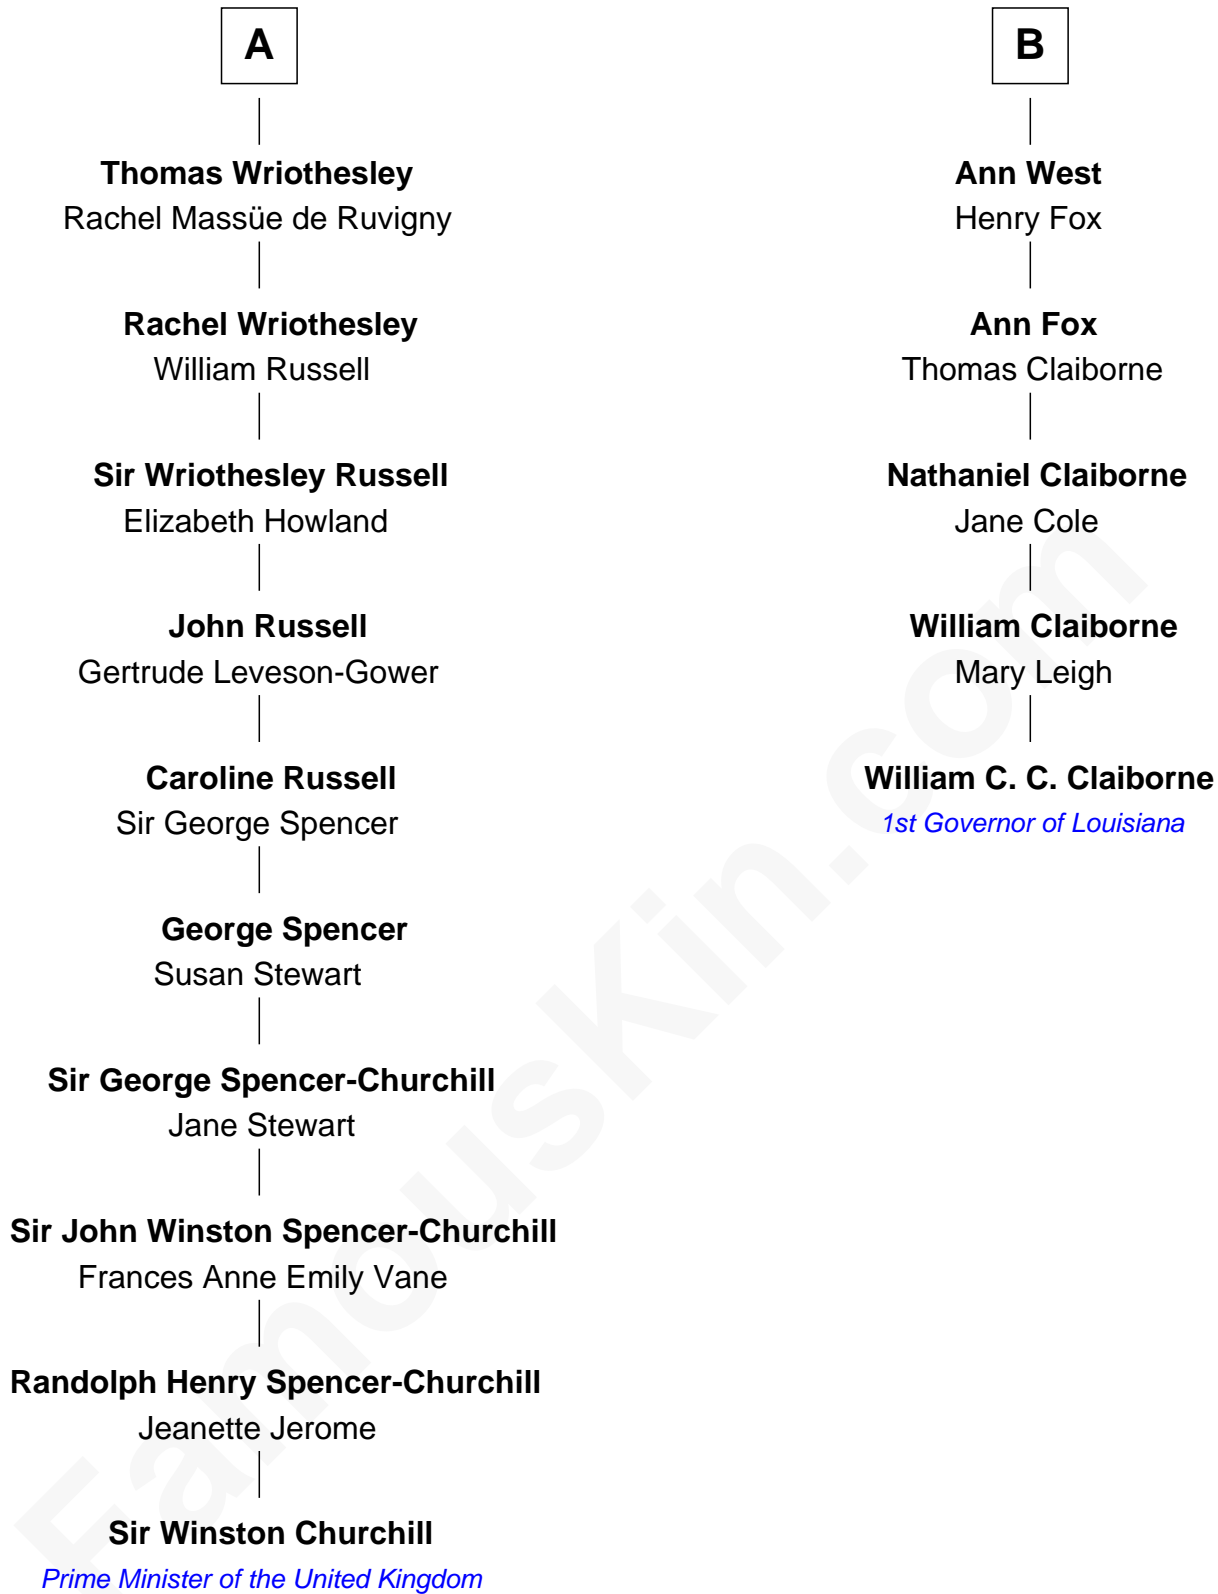 A
Thomas Wriothesley
Rachel Massüe de Ruvigny
Rachel Wriothesley
William Russell
Sir Wriothesley Russell
Elizabeth Howland
John Russell
Gertrude Leveson-Gower
Caroline Russell
Sir George Spencer
George Spencer
Susan Stewart
Sir George Spencer-Churchill
Jane Stewart
Sir John Winston Spencer-Churchill
Frances Anne Emily Vane
Randolph Henry Spencer-Churchill
Jeanette Jerome
Sir Winston Churchill
Prime Minister of the United Kingdom
B
Ann West
Henry Fox
Ann Fox
Thomas Claiborne
Nathaniel Claiborne
Jane Cole
William Claiborne
Mary Leigh
William C. C. Claiborne
1st Governor of Louisiana
FamousKin.com